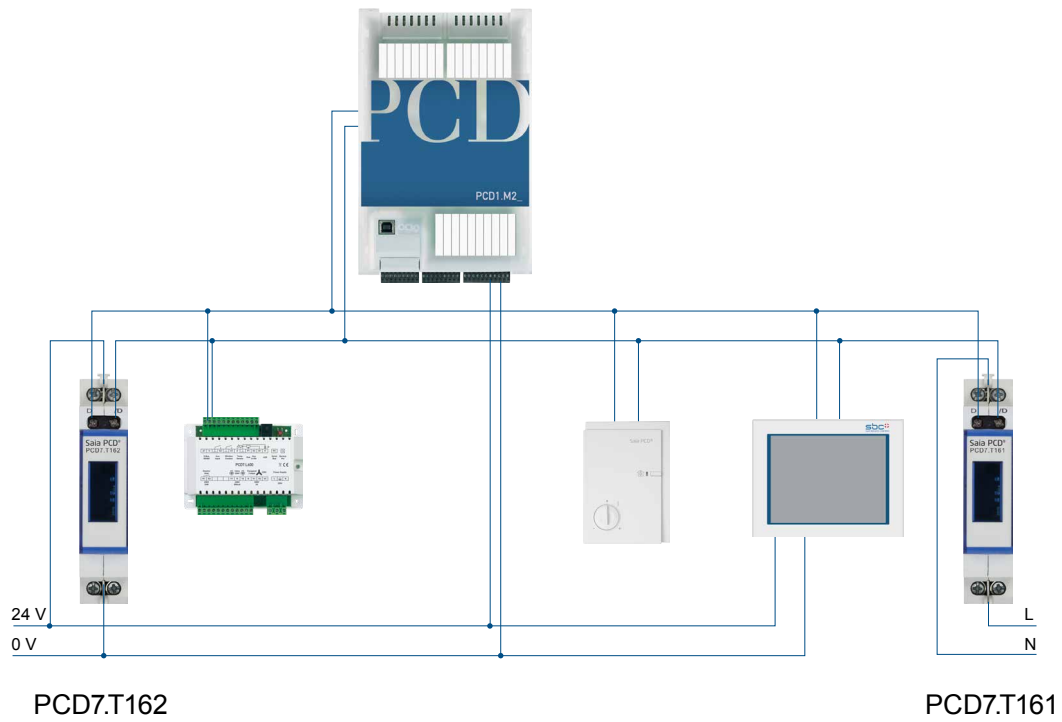 PCD
PCD1.M2_
D
/D
Saia PCD®
PCD7.T162
PCD7.L400
Saia PCD®
sbc
D
/D
Saia PCD®
PCD7.T161
24 V
0 V
L
N
PCD7.T162
PCD7.T161